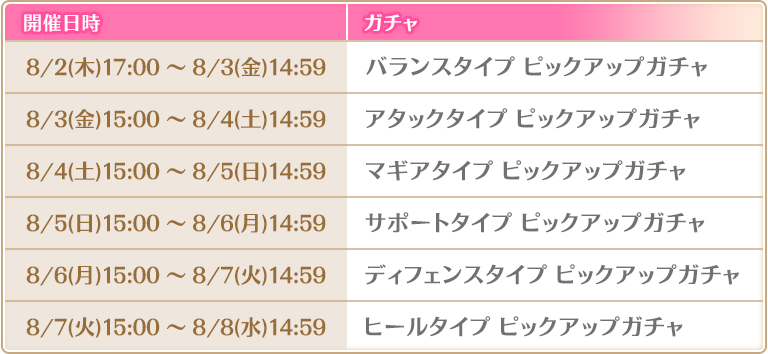 開催日時 ガチャ
8/2(木)17:00 ～ 8/3(金)14:59 バランスタイプ ピックアップガチャ
8/3(金)15:00 ～ 8/4(土)14:59 アタックタイプ ピックアップガチャ
8/4(土)15:00 ～ 8/5(日)14:59 マギアタイプ ピックアップガチャ
8/5(日)15:00 ～ 8/6(月)14:59 サポートタイプ ピックアップガチャ
8/6(月)15:00 ～ 8/7(火)14:59 ディフェンスタイプ ピックアップガチャ
8/7(火)15:00 ～ 8/8(水)14:59 ヒールタイプ ピックアップガチャ